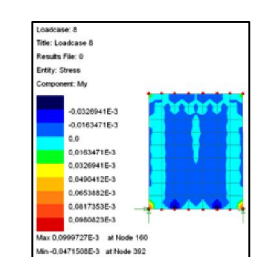 Loadcase: 8
Title: Loadcase 8
Results File: 0
Entity: Stress
Component: My
-0,0326941E-3
-0,0163471E-3
0,0
0,0163471E-3
0,0326941E-3
0,0490412E-3
0,0653882E-3
0,0817353E-3
0,0980823E-3
Max 0,0999727E-3 at Node 160
Min -0,0471508E-3 at Node 392